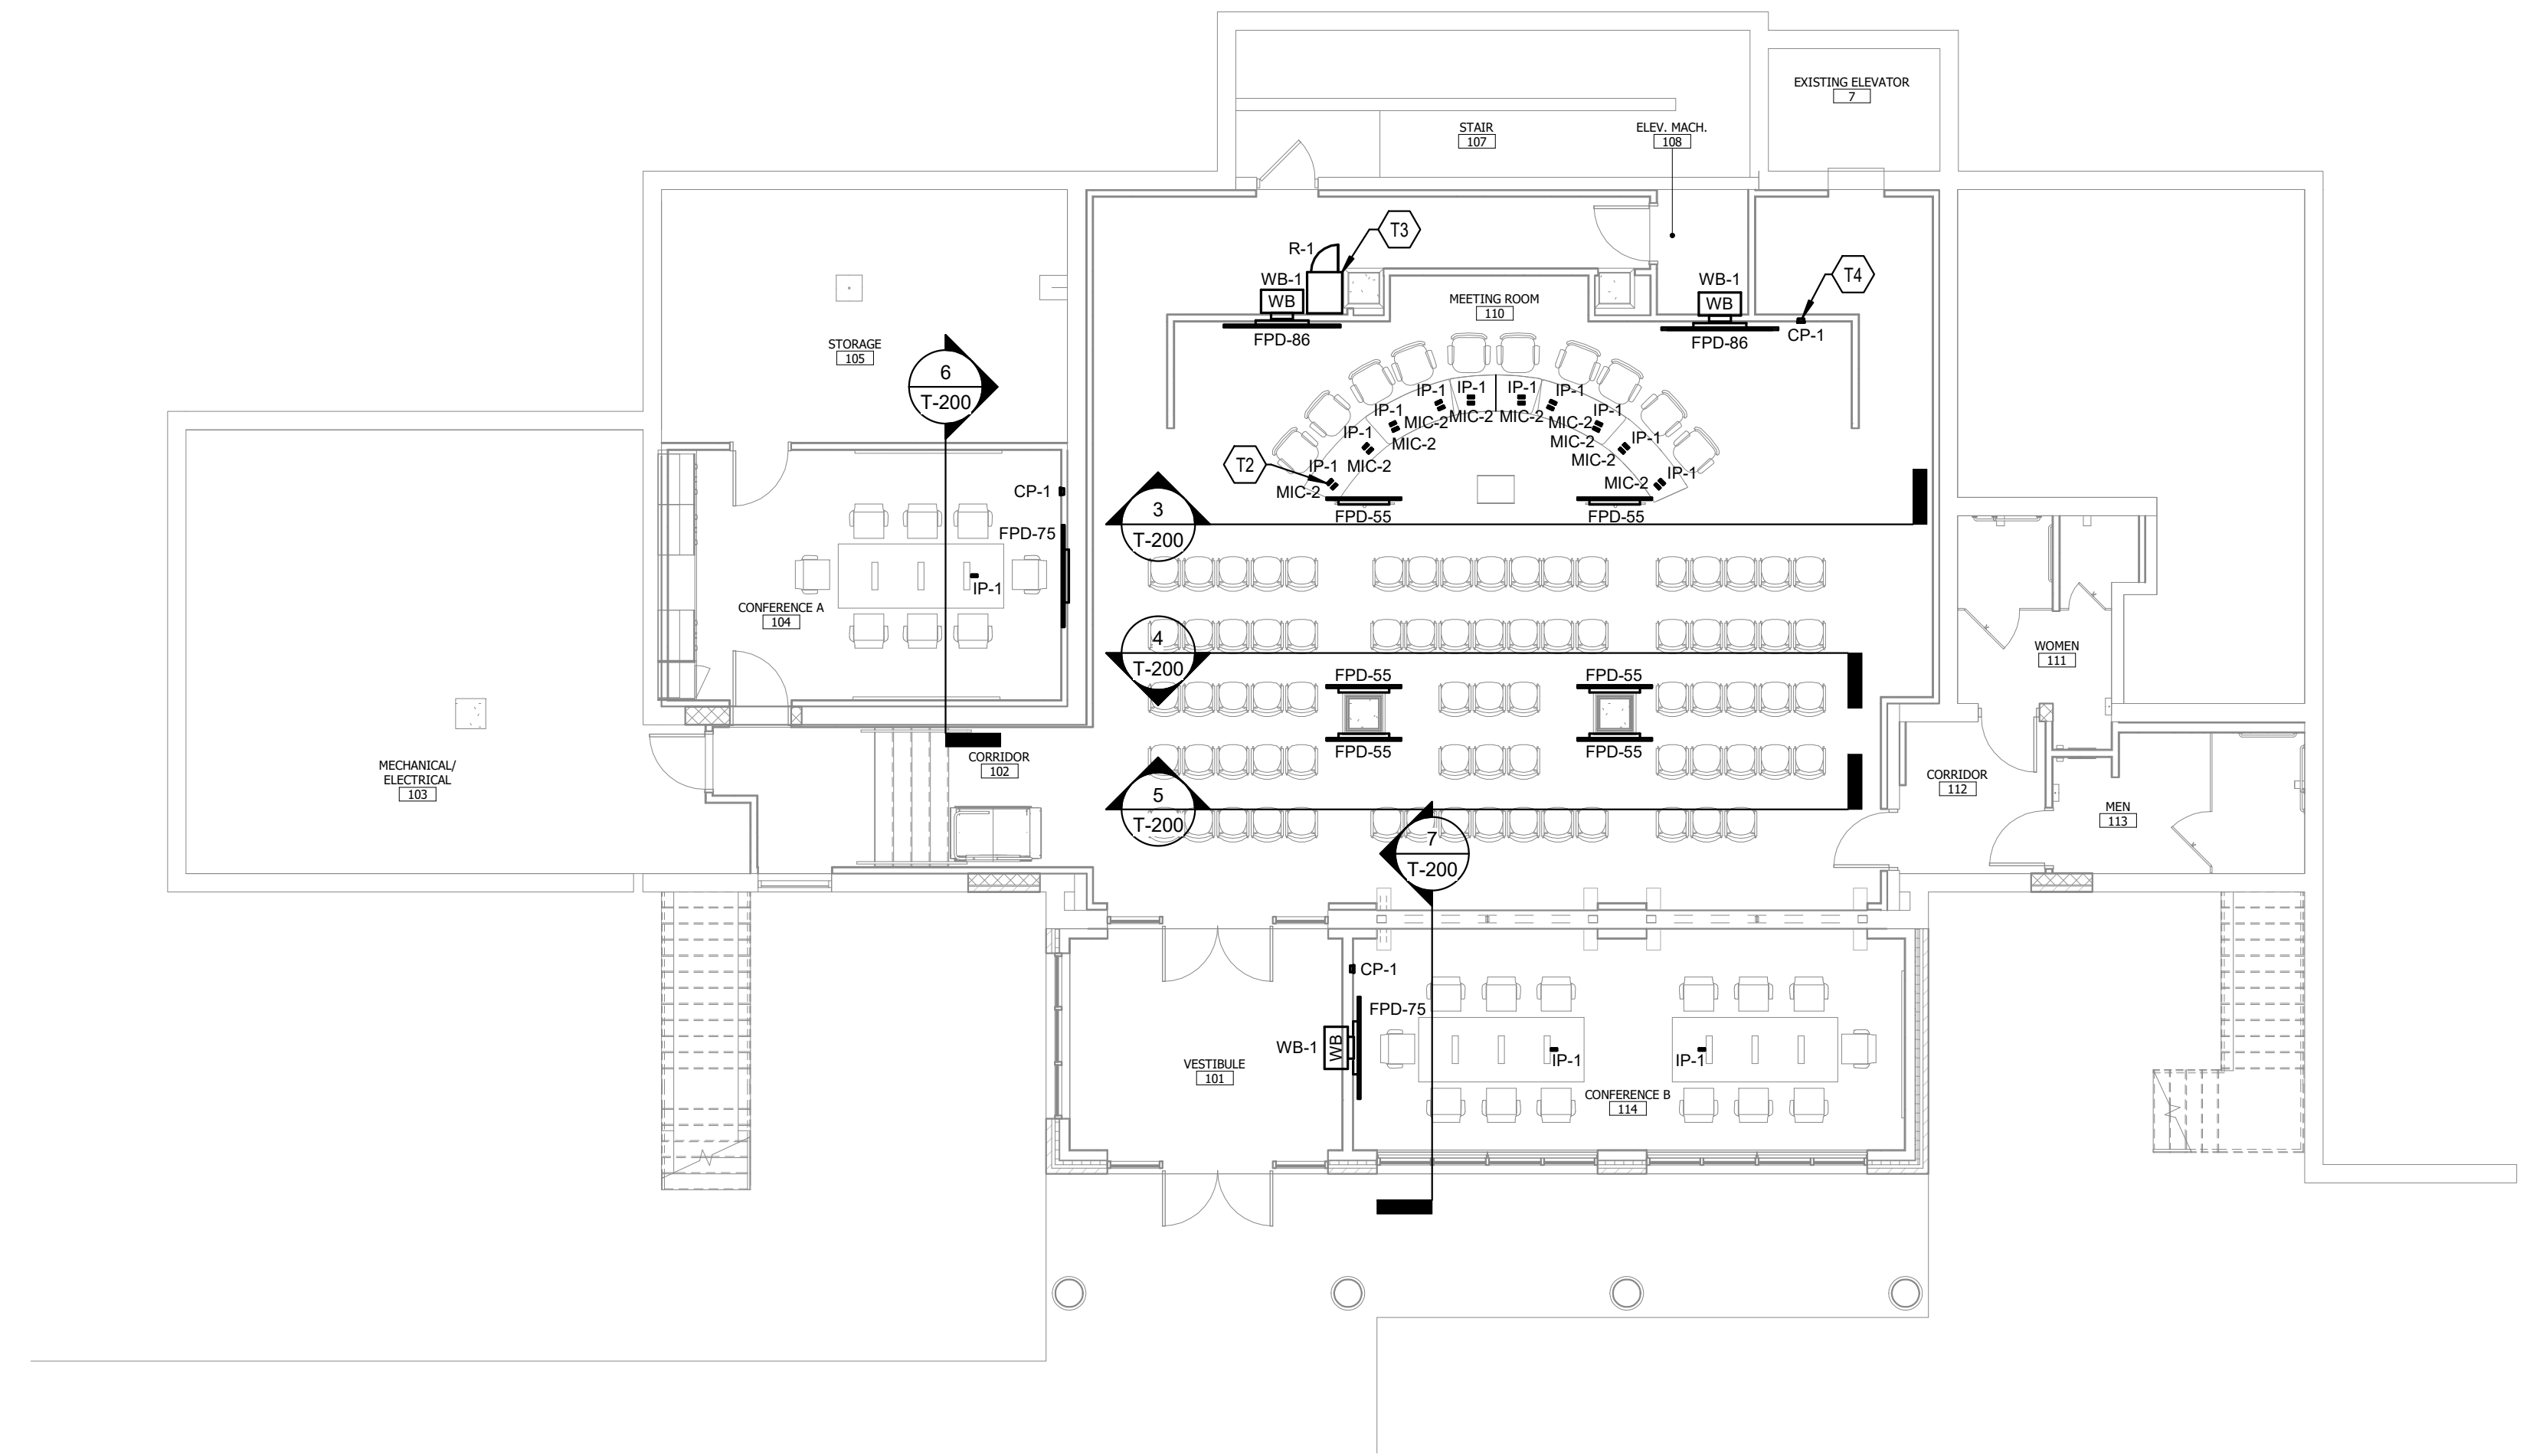 EXISTING ELEVATOR
7
STAIR
107
ELEV. MACH.
108
T3
R-1
WB-1
WB
FPD-86
MEETING ROOM
110
WB-1
WB
FPD-86
T4
CP-1
STORAGE
105
6
T-200
IP-1
IP-1
IP-1
IP-1
IP-1
IP-1
IP-1
IP-1
IP-1
IP-1
MIC-2
MIC-2
MIC-2
MIC-2
MIC-2
MIC-2
MIC-2
MIC-2
MIC-2
MIC-2
T2
FPD-55
FPD-55
CP-1
FPD-75
IP-1
CONFERENCE A
104
3
T-200
4
T-200
FPD-55
FPD-55
FPD-55
FPD-55
WOMEN
111
MECHANICAL/
ELECTRICAL
103
CORRIDOR
102
5
T-200
CORRIDOR
112
MEN
113
7
T-200
CP-1
FPD-75
WB-1
WB
VESTIBULE
101
IP-1
IP-1
CONFERENCE B
114